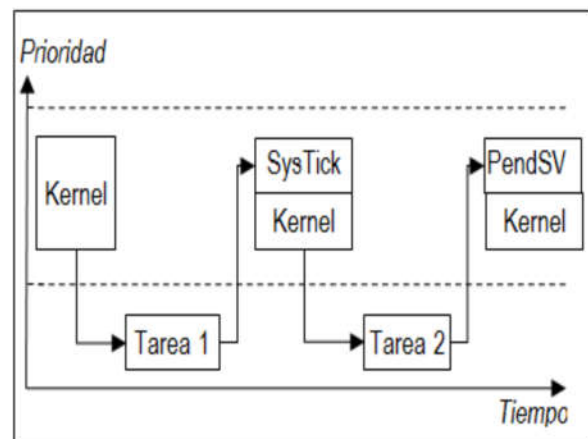 Prioridad
Kernel
SysTick
Kernel
PendSV
Kernel
Tarea 1
Tarea 2
Tiempo